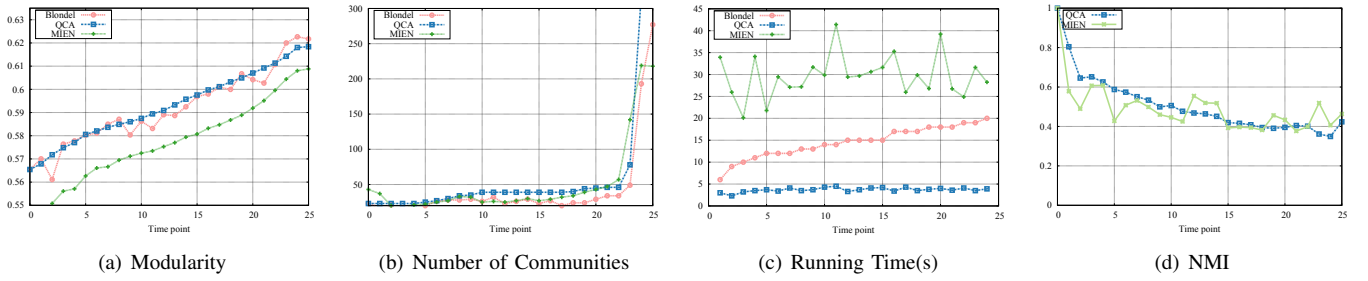 Blondel
QCA
MIEN
0.63
0.62
0.61
0.6
0.59
0.58
0.57
0.56
0.55
0 5 10 15 20 25
Time point
(a) Modularity
Blondel
QCA
MIEN
300
250
200
150
100
50
0 5 10 15 20 25
Time point
(b) Number of Communities
Blondel
QCA
MIEN
45
40
35
30
25
20
15
10
5
0
0 5 10 15 20 25
Time point
(c) Running Time(s)
QCA
MIEN
1
0.8
0.6
0.4
0.2
0
0 5 10 15 20 25
Time point
(d) NMI